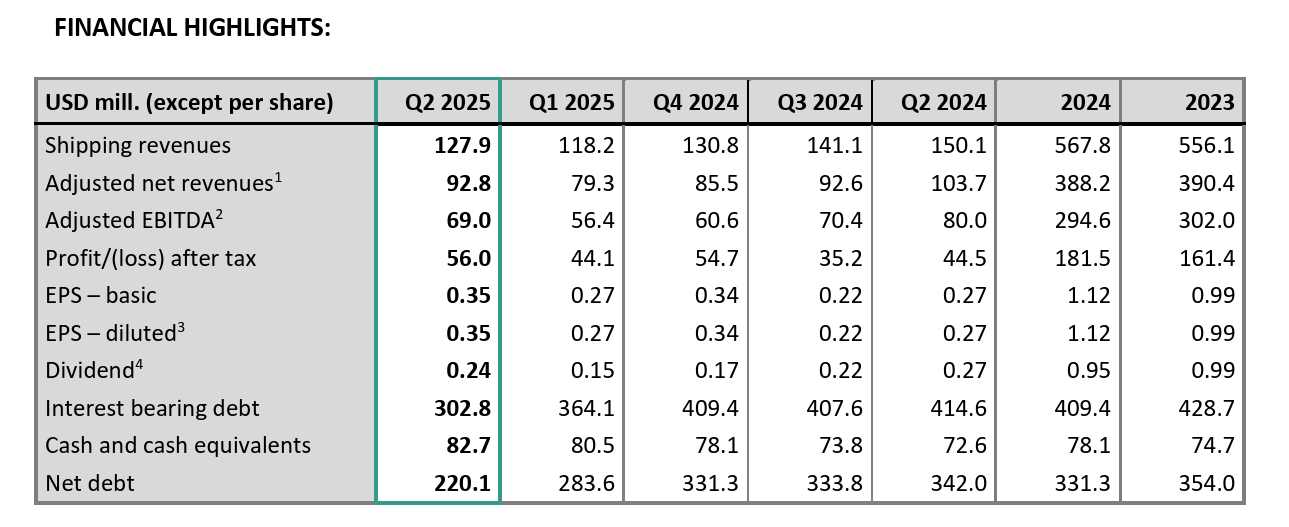 FINANCIAL HIGHLIGHTS:
USD mill. (except per share) Q2 2025 Q1 2025 Q4 2024 Q3 2024 Q2 2024 2024 2023
Shipping revenues 127.9 118.2 130.8 141.1 150.1 567.8 556.1
Adjusted net revenues¹ 92.8 79.3 85.5 92.6 103.7 388.2 390.4
Adjusted EBITDA² 69.0 56.4 60.6 70.4 80.0 294.6 302.0
Profit/(loss) after tax 56.0 44.1 54.7 35.2 44.5 181.5 161.4
EPS – basic 0.35 0.27 0.34 0.22 0.27 1.12 0.99
EPS – diluted³ 0.35 0.27 0.34 0.22 0.27 1.12 0.99
Dividend⁴ 0.24 0.15 0.17 0.22 0.27 0.95 0.99
Interest bearing debt 302.8 364.1 409.4 407.6 414.6 409.4 428.7
Cash and cash equivalents 82.7 80.5 78.1 73.8 72.6 78.1 74.7
Net debt 220.1 283.6 331.3 333.8 342.0 331.3 354.0